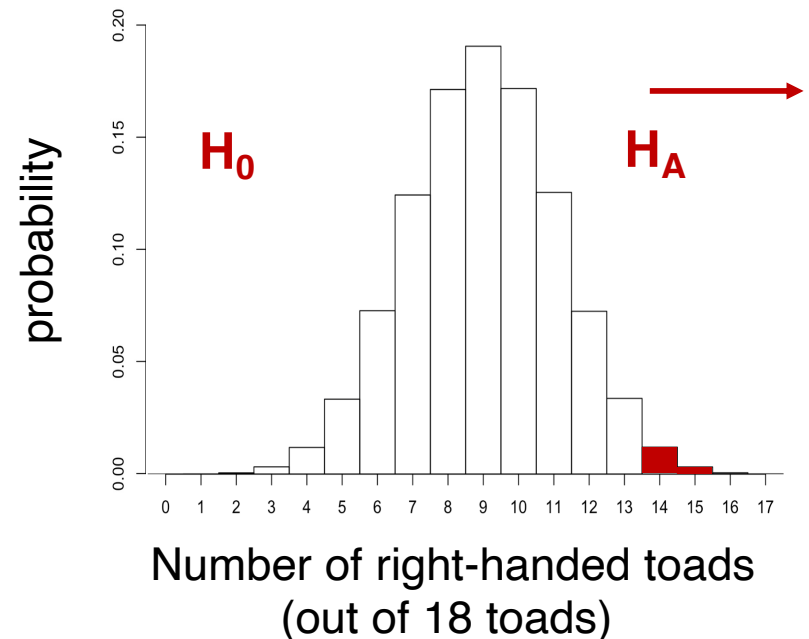 0.20
0.15
0.10
0.05
0.00
probability
H₀
H_A
0 1 2 3 4 5 6 7 8 9 10 11 12 13 14 15 16 17
Number of right-handed toads
(out of 18 toads)